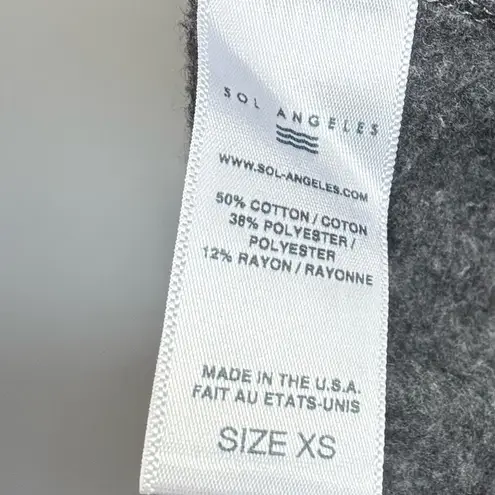 SOL ANGELES
WWW.SOL-ANGELES.COM
50% COTTON / COTON
38% POLYESTER /
POLYESTER
12% RAYON / RAYONNE
MADE IN THE U.S.A.
FAIT AU ETATS-UNIS
SIZE XS